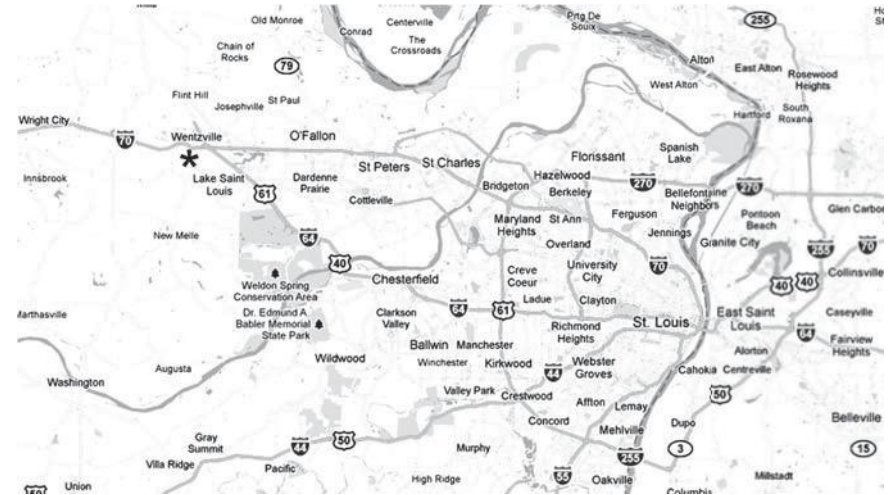 Old Monroe
Centerville
Prtg De
Sioux
255
Conrad
The
Crossroads
Chain of
Rocks
79
Alton
East Alton
Rosewood
Heights
West Alton
Flint Hill
St Paul
Josephville
Hartford
South
Roxana
Wright City
70
Wentzville
O'Fallon
*
Spanish
Lake
Florissant
St Peters
St Charles
Hazelwood
Innsbrook
Lake Saint
Louis
61
Dardenne
Prairie
Bridgeton
Berkeley
270
Bellefontaine
Neighbors
270
Cottleville
Maryland
Heights
St Ann
Ferguson
Pontoon
Beach
Glen Carbon
New Melle
64
Jennings
Granite City
Overland
255
70
40
Creve
Coeur
University
City
70
Collinsville
Chesterfield
40
40
Weldon Spring
Conservation Area
Ladue
Clayton
Dr. Edmund A
Babler Memorial
State Park
Clarkson
Valley
64
61
St. Louis
East Saint
Louis
Caseyville
Marthasville
Richmond
Heights
64
Fairview
Heights
Ballwin
Manchester
Alorton
Wildwood
Winchester
Kirkwood
Webster
Groves
Cahokia
Centreville
Augusta
44
Washington
Valley Park
Crestwood
50
Affton
Lemay
Concord
Dupo
Belleville
Gray
Summit
44
50
Mehlville
Murphy
3
15
Villa Ridge
Pacific
255
High Ridge
55
Oakville
Millstadt
Union
50
Columbia